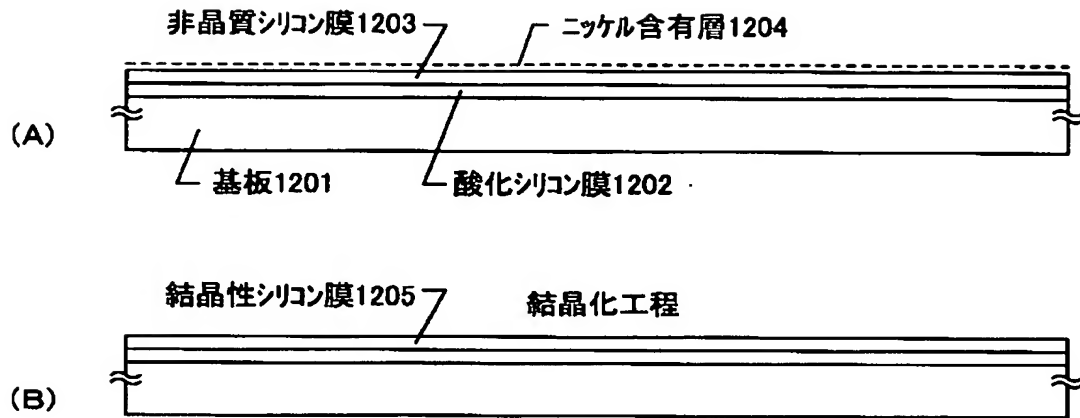 非晶質シリコン膜1203
ニッケル含有層1204
(A)
基板1201
酸化シリコン膜1202
結晶性シリコン膜1205
結晶化工程
(B)